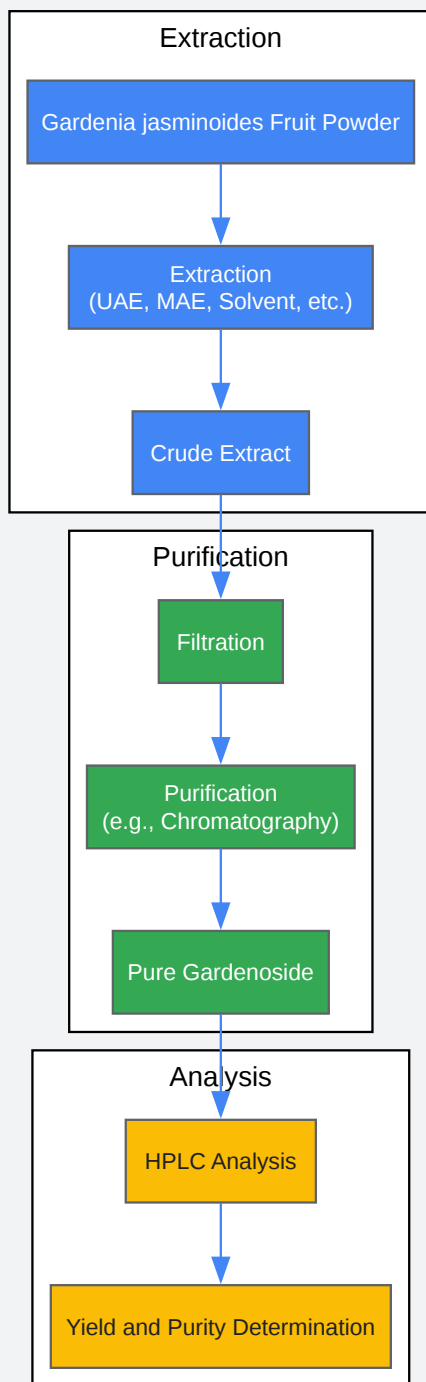 Extraction
Gardenia jasminoides Fruit Powder
Extraction
(UAE, MAE, Solvent, etc.)
Crude Extract
Purification
Filtration
Purification
(e.g., Chromatography)
Pure Gardenoside
Analysis
HPLC Analysis
Yield and Purity Determination